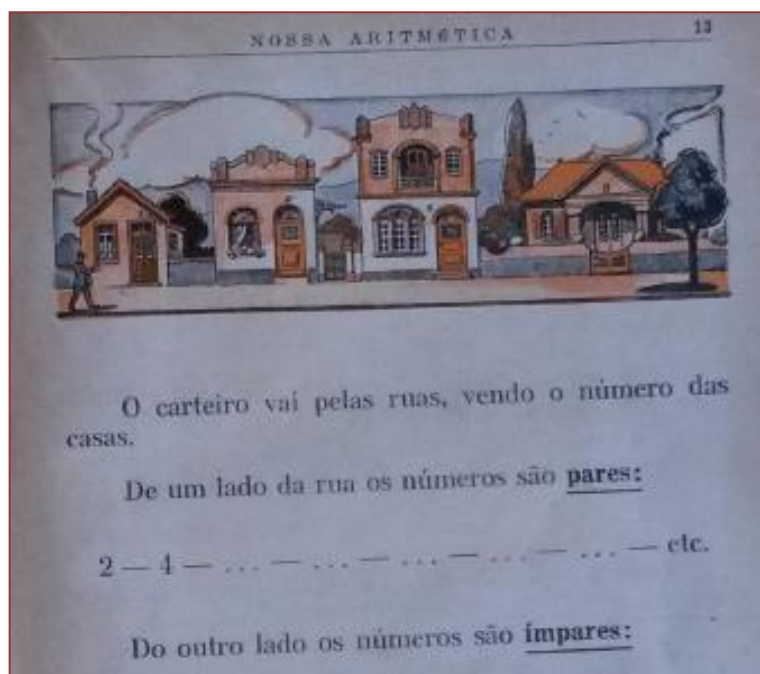 NOSSA ARITMÉTICA 13
O carteiro vai pelas ruas, vendo o número das
casas.
De um lado da rua os números são pares:
2 — 4 — ... — ... — ... — ... — ... — etc.
Do outro lado os números são ímpares: